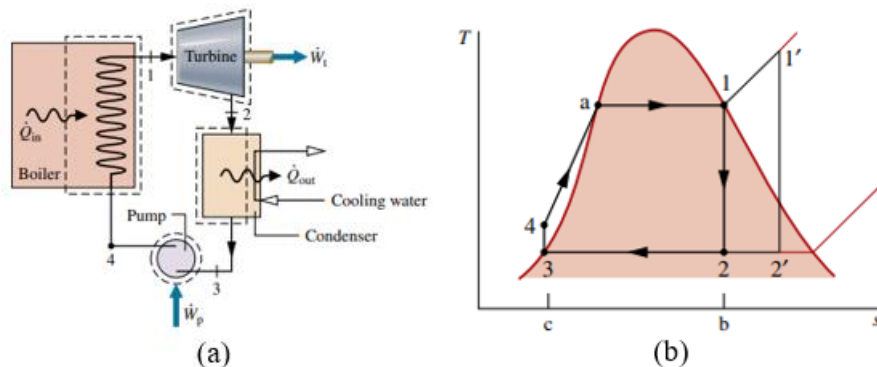 Turbine
Ẇt
1
2
Q̇in
Boiler
Q̇out
Cooling water
Condenser
Pump
4
3
Ẇp
(a)
T
1′
a
1
4
3
2
2′
c
b
s
(b)